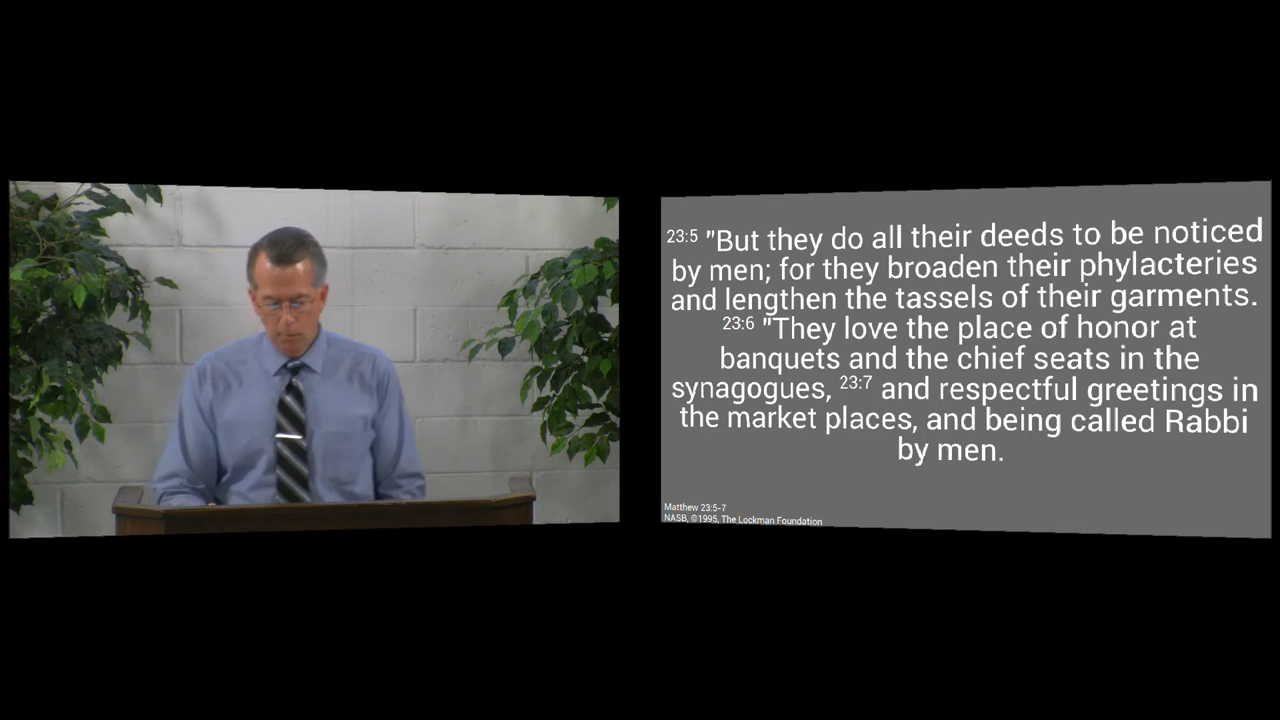 23:5 "But they do all their deeds to be noticed
by men; for they broaden their phylacteries
and lengthen the tassels of their garments.
23:6 "They love the place of honor at
banquets and the chief seats in the
synagogues, 23:7 and respectful greetings in
the market places, and being called Rabbi
by men.
Matthew 23:5-7
NASB, ©1995, The Lockman Foundation